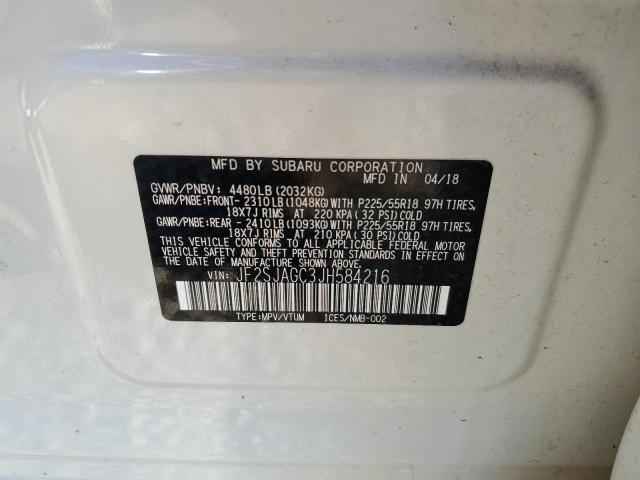 MFD BY SUBARU CORPORATION
MFD IN 04/18
GVWR/PNBV: 4480LB (2032KG)
GAWR/PNBE:FRONT- 2310LB (1048KG)WITH P225/55R18 97H TIRES,
18X7J RIMS AT 220 KPA (32 PSI)COLD
GAWR/PNBE:REAR - 2410LB (1093KG)WITH P225/55R18 97H TIRES,
18X7J RIMS AT 210 KPA (30 PSI)COLD
THIS VEHICLE CONFORMS TO ALL APPLICABLE FEDERAL MOTOR
VEHICLE SAFETY, BUMPER, AND THEFT PREVENTION STANDARDS
IN EFFECT ON THE DATE OF MANUFACTURE SHOWN ABOVE.
VIN: JF2SJAGC3JH584216
TYPE:MPV/VTUM ICES/NMB-002